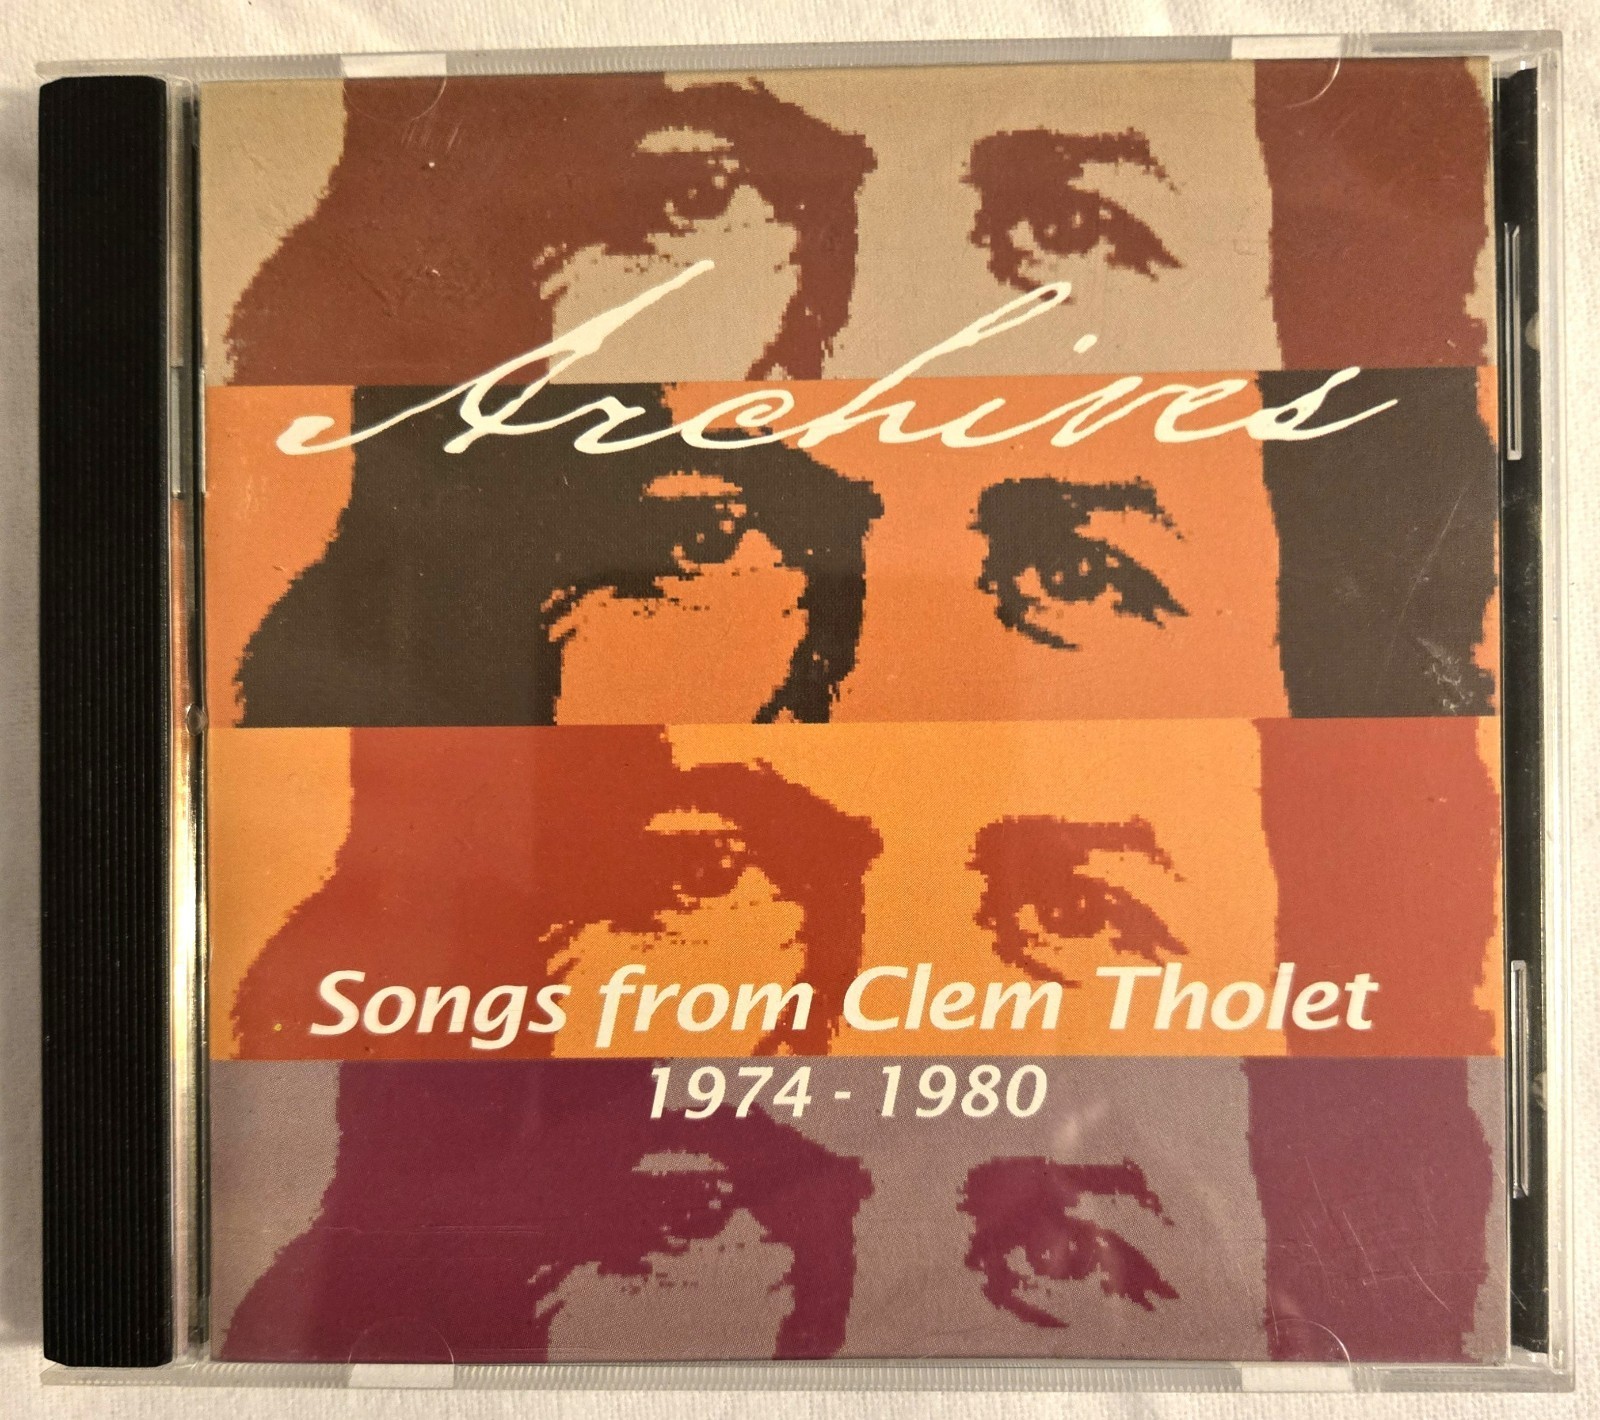 Archives
Songs from Clem Tholet
1974 - 1980